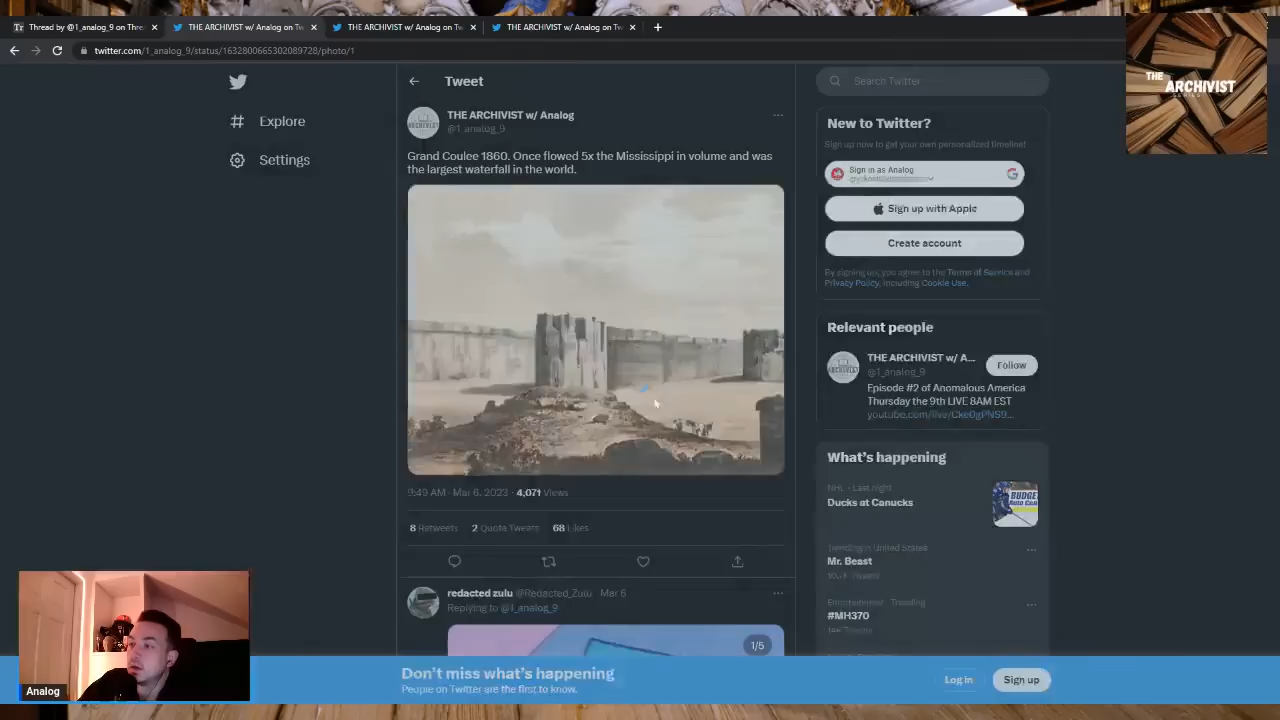 Thread by @1_analog_9 on Thre
THE ARCHIVIST w/ Analog on Tw
THE ARCHIVIST w/ Analog on Tw
THE ARCHIVIST w/ Analog on Tw
twitter.com/1_analog_9/status/1632800665302089728/photo/1
THE
ARCHIVIST
SERIES
Explore
Settings
Tweet
THE ARCHIVIST w/ Analog
@1_analog_9
Grand Coulee 1860. Once flowed 5x the Mississippi in volume and was
the largest waterfall in the world.
9:49 AM · Mar 6, 2023 · 4,071 Views
8 Retweets 2 Quote Tweets 68 Likes
redacted zulu @Redacted_Zulu · Mar 6
Replying to @1_analog_9
1/5
Search Twitter
New to Twitter?
Sign up now to get your own personalized timeline!
Sign in as Analog
Sign up with Apple
Create account
By signing up, you agree to the Terms of Service and
Privacy Policy, including Cookie Use.
Relevant people
THE ARCHIVIST w/ A...
@1_analog_9
Follow
Episode #2 of Anomalous America
Thursday the 9th LIVE 8AM EST
What's happening
NHL · Last night
Ducks at Canucks
Trending in United States
Mr. Beast
Entertainment · Trending
#MH370
Don't miss what's happening
People on Twitter are the first to know.
Log in
Sign up
Analog